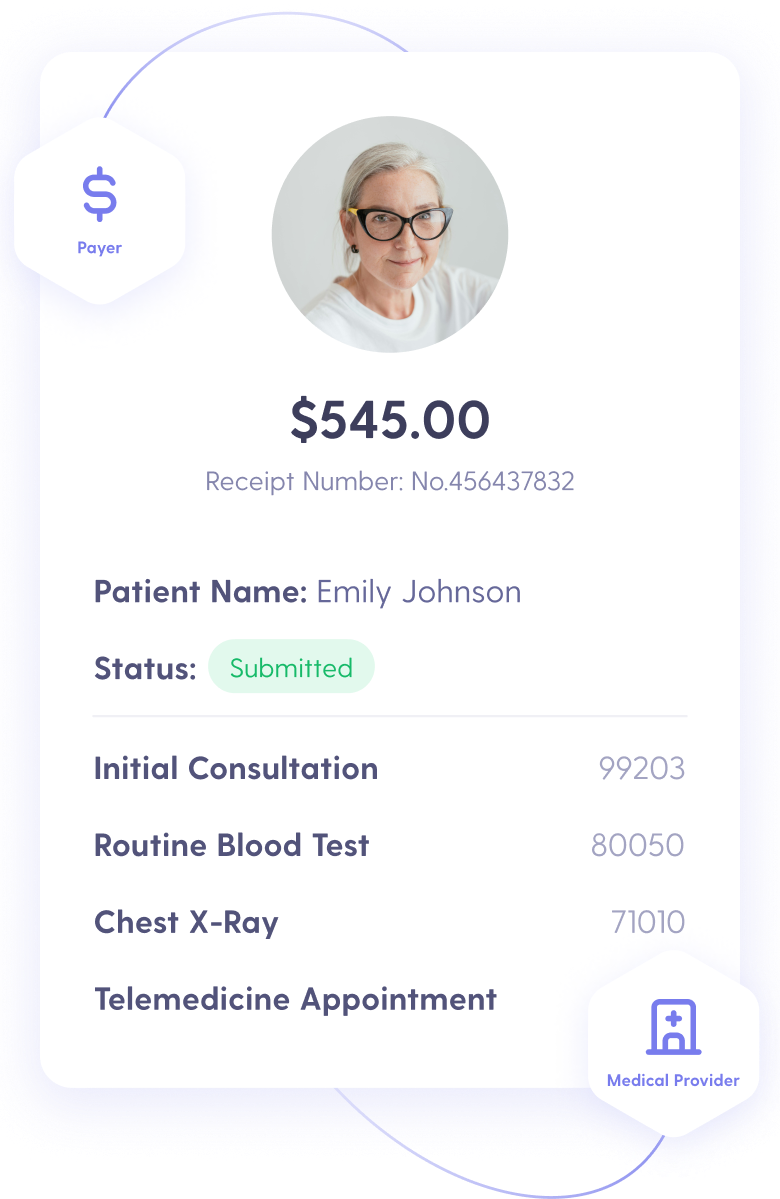 $
Payer
$545.00
Receipt Number: No.456437832
Patient Name: Emily Johnson
Status: Submitted
Initial Consultation 99203
Routine Blood Test 80050
Chest X-Ray 71010
Telemedicine Appointment
Medical Provider